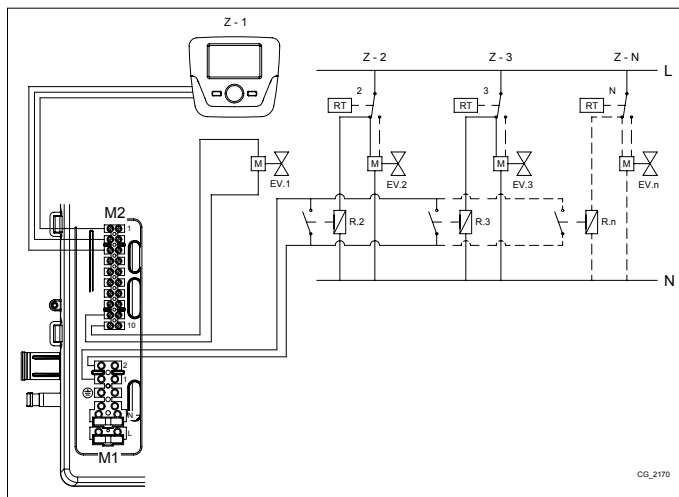 Z - 1
Z - 2
Z - 3
Z - N
L
2
3
N
RT
RT
RT
M
EV.1
M
EV.2
M
EV.3
M
EV.n
M2
1
R.2
R.3
R.n
N
10
2
1
N
L
M1
CG_2170